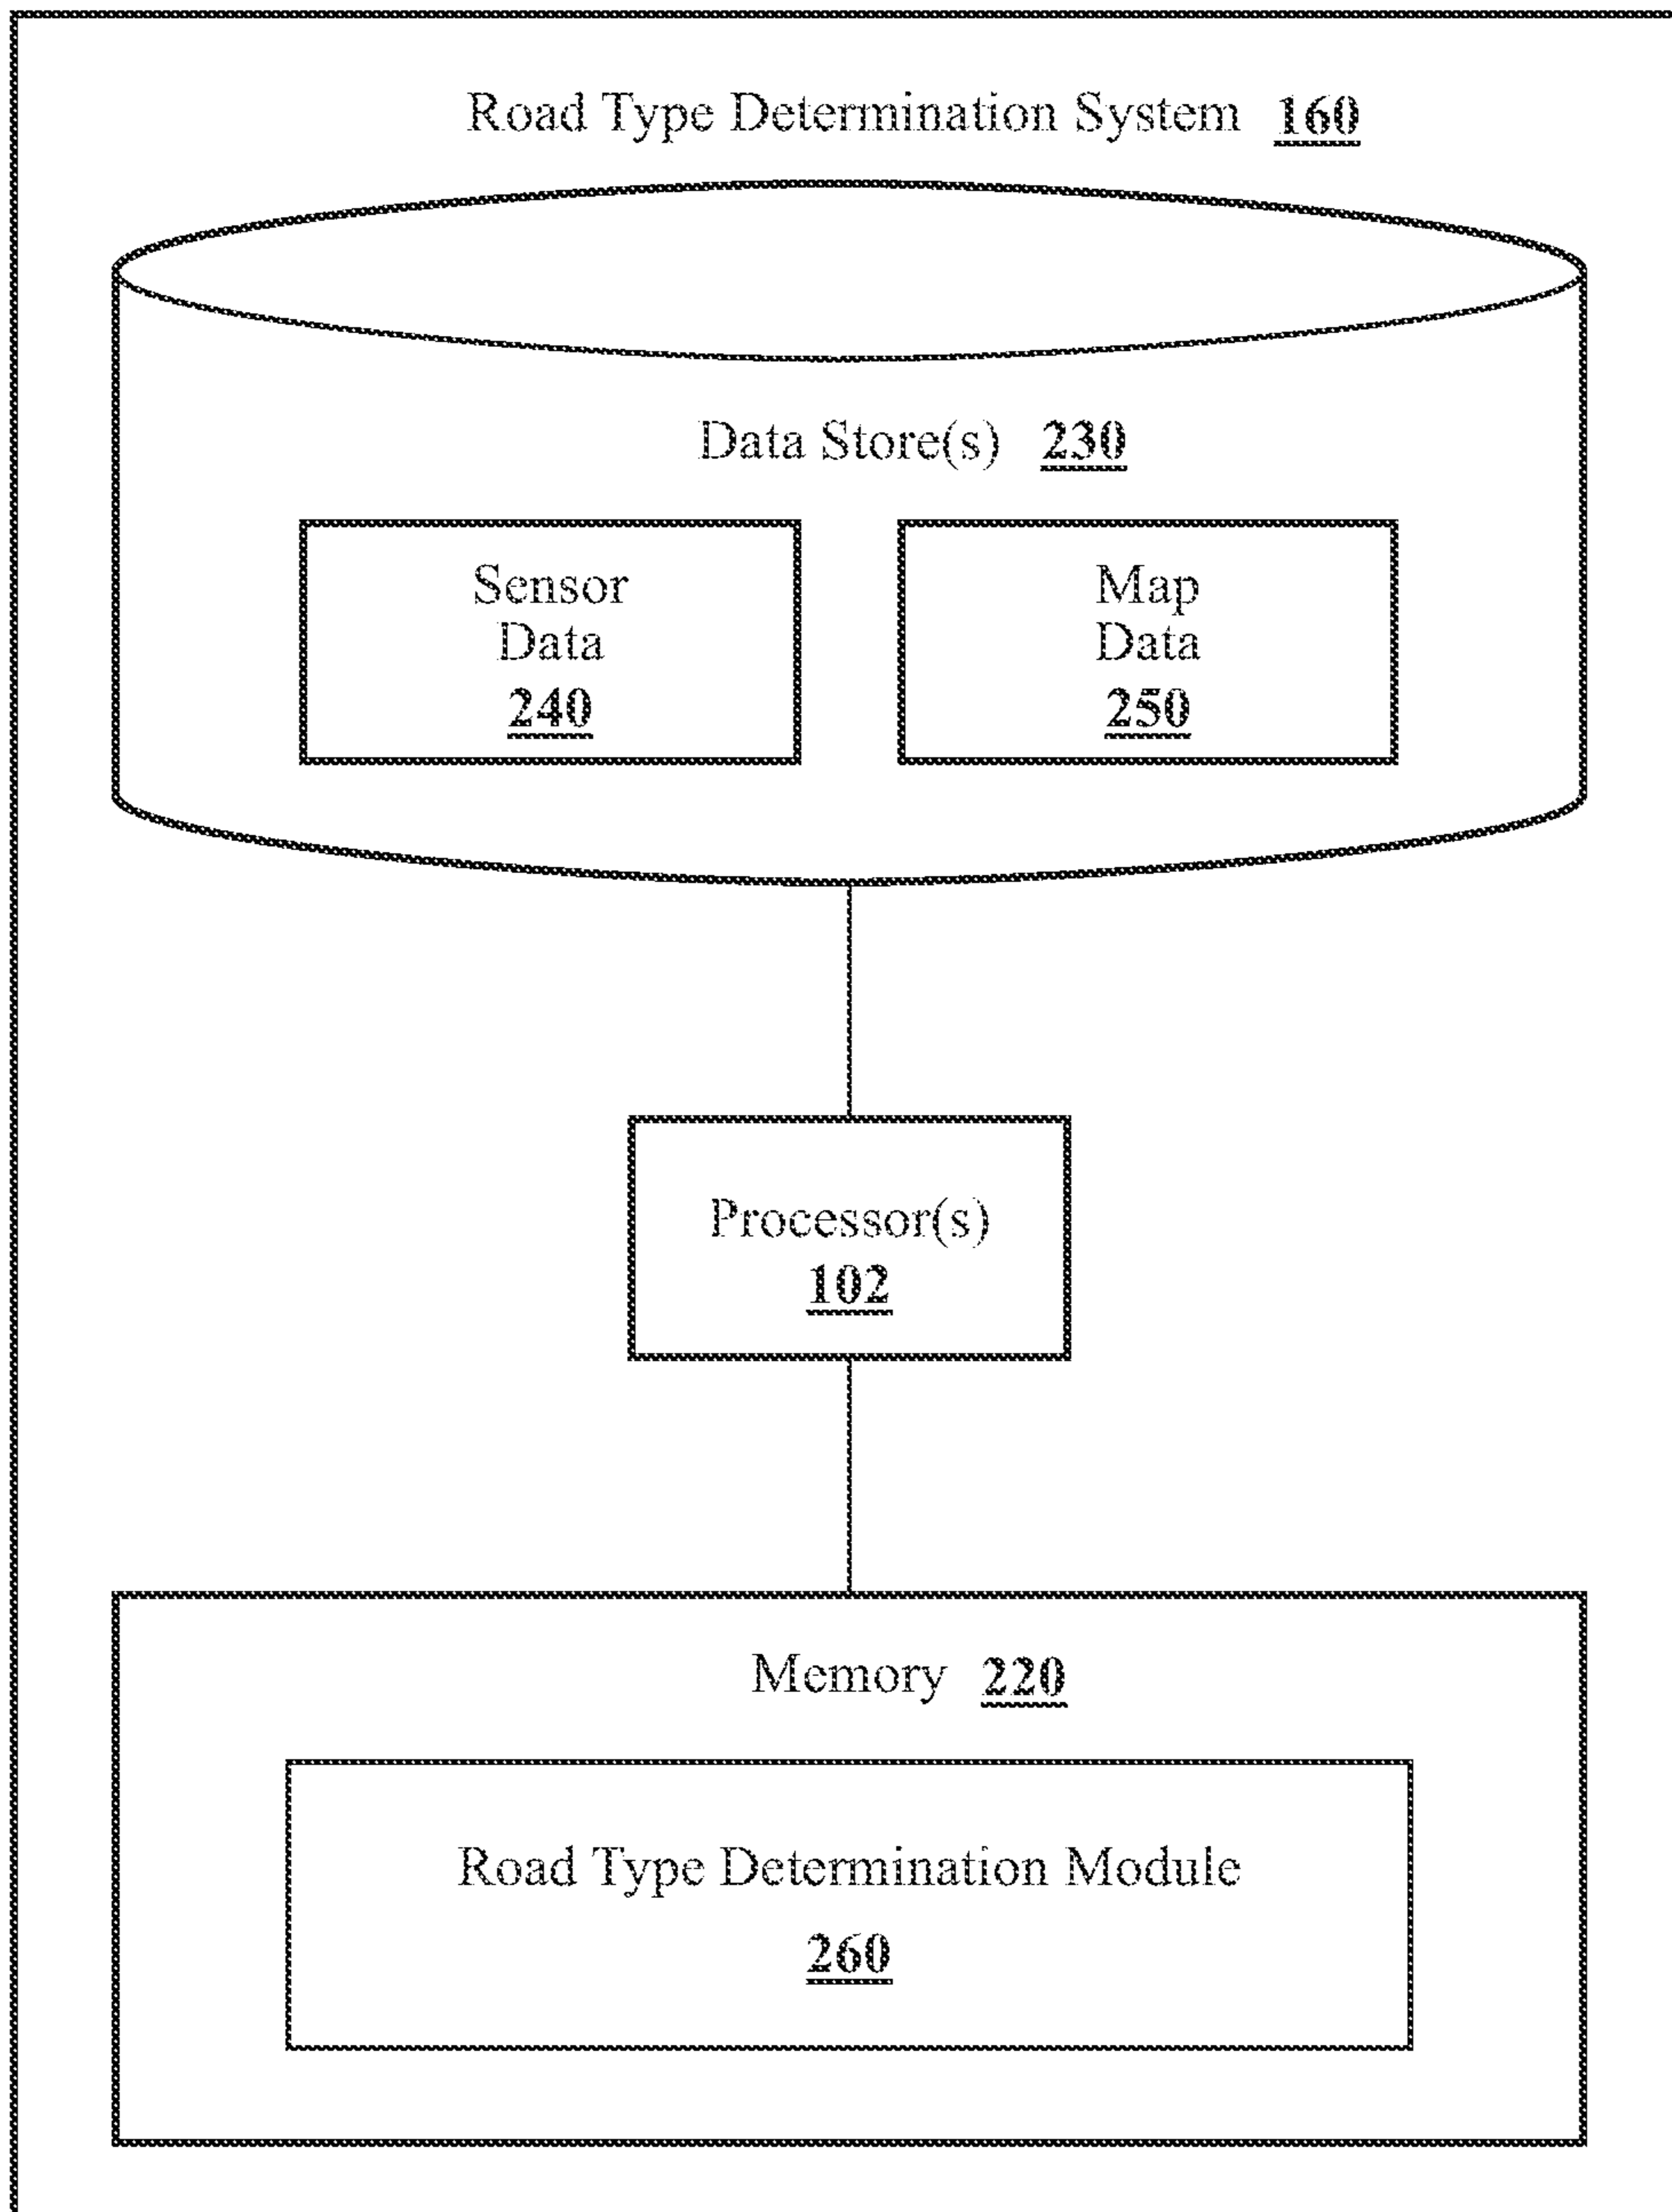 Road Type Determination System 160
Data Store(s) 230
Sensor
Data
240
Map
Data
250
Processor(s)
102
Memory 220
Road Type Determination Module
260